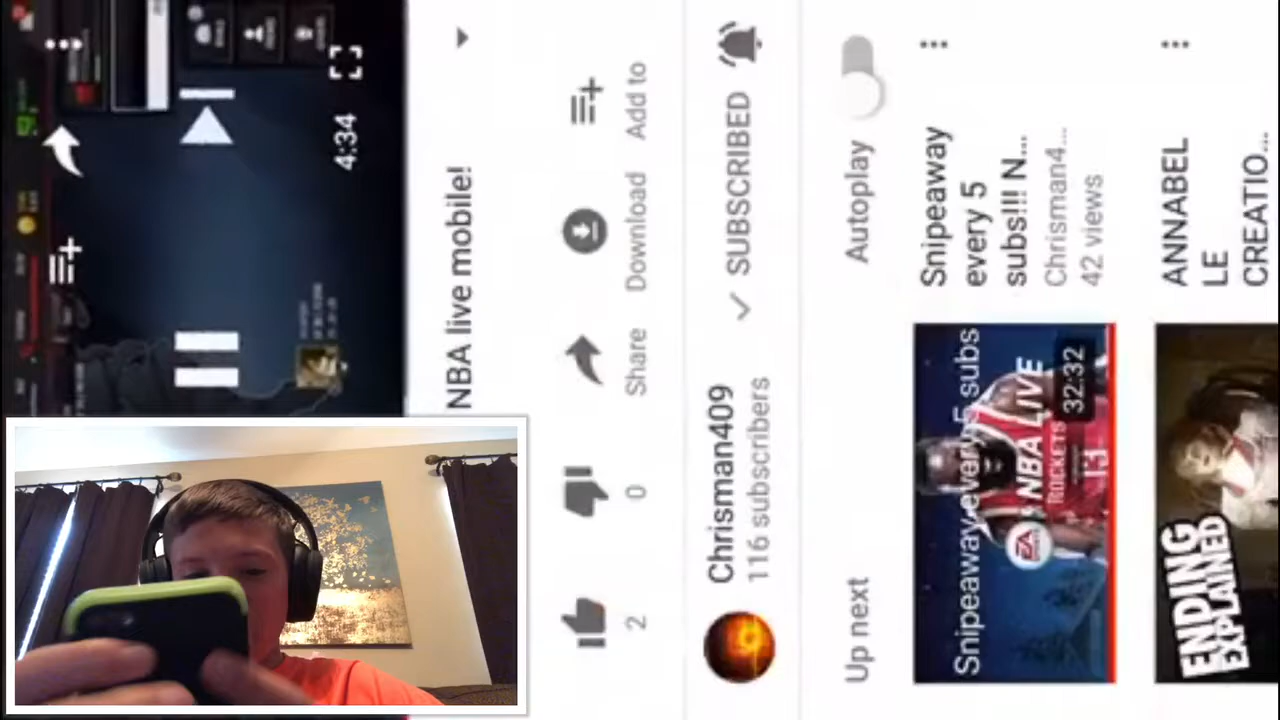 4:34
NBA live mobile!
2
0
Share
Download
Add to
Chrisman409
116 subscribers
SUBSCRIBED
Up next
Autoplay
Snipeaway every 5 subs
NBA LIVE
EA
ROCKETS
13
32:32
Snipeaway
every 5
subs!!! N...
Chrisman4...
42 views
ENDING
EXPLAINED
ANNABEL
LE
CREATIO...